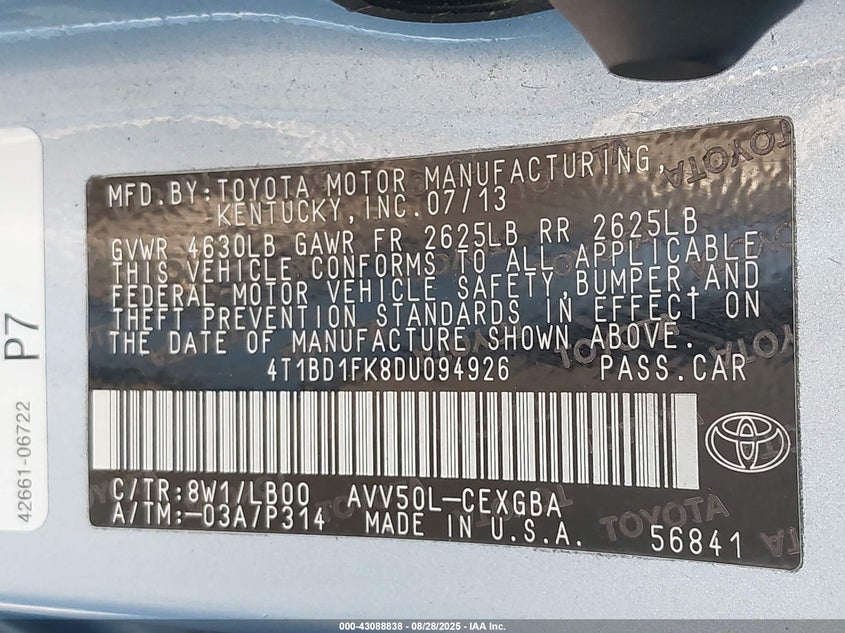 MFD.BY:TOYOTA MOTOR MANUFACTURING
KENTUCKY,INC.07/13
GVWR 4630LB GAWR FR 2625LB RR 2625LB
THIS VEHICLE CONFORMS TO ALL APPLICABLE
FEDERAL MOTOR VEHICLE SAFETY,BUMPER,AND
THEFT PREVENTION STANDARDS IN EFFECT ON
THE DATE OF MANUFACTURE SHOWN ABOVE.
4T1BD1FK8DU094926 PASS.CAR
C/TR:8W1/LB00 AVV50L-CEXGBA
A/TM:-03A/P314 MADE IN U.S.A. 56841
TOYOTA
TOYOTA
P7
42661-06722
000-43088838 - 08/28/2025 - IAA Inc.